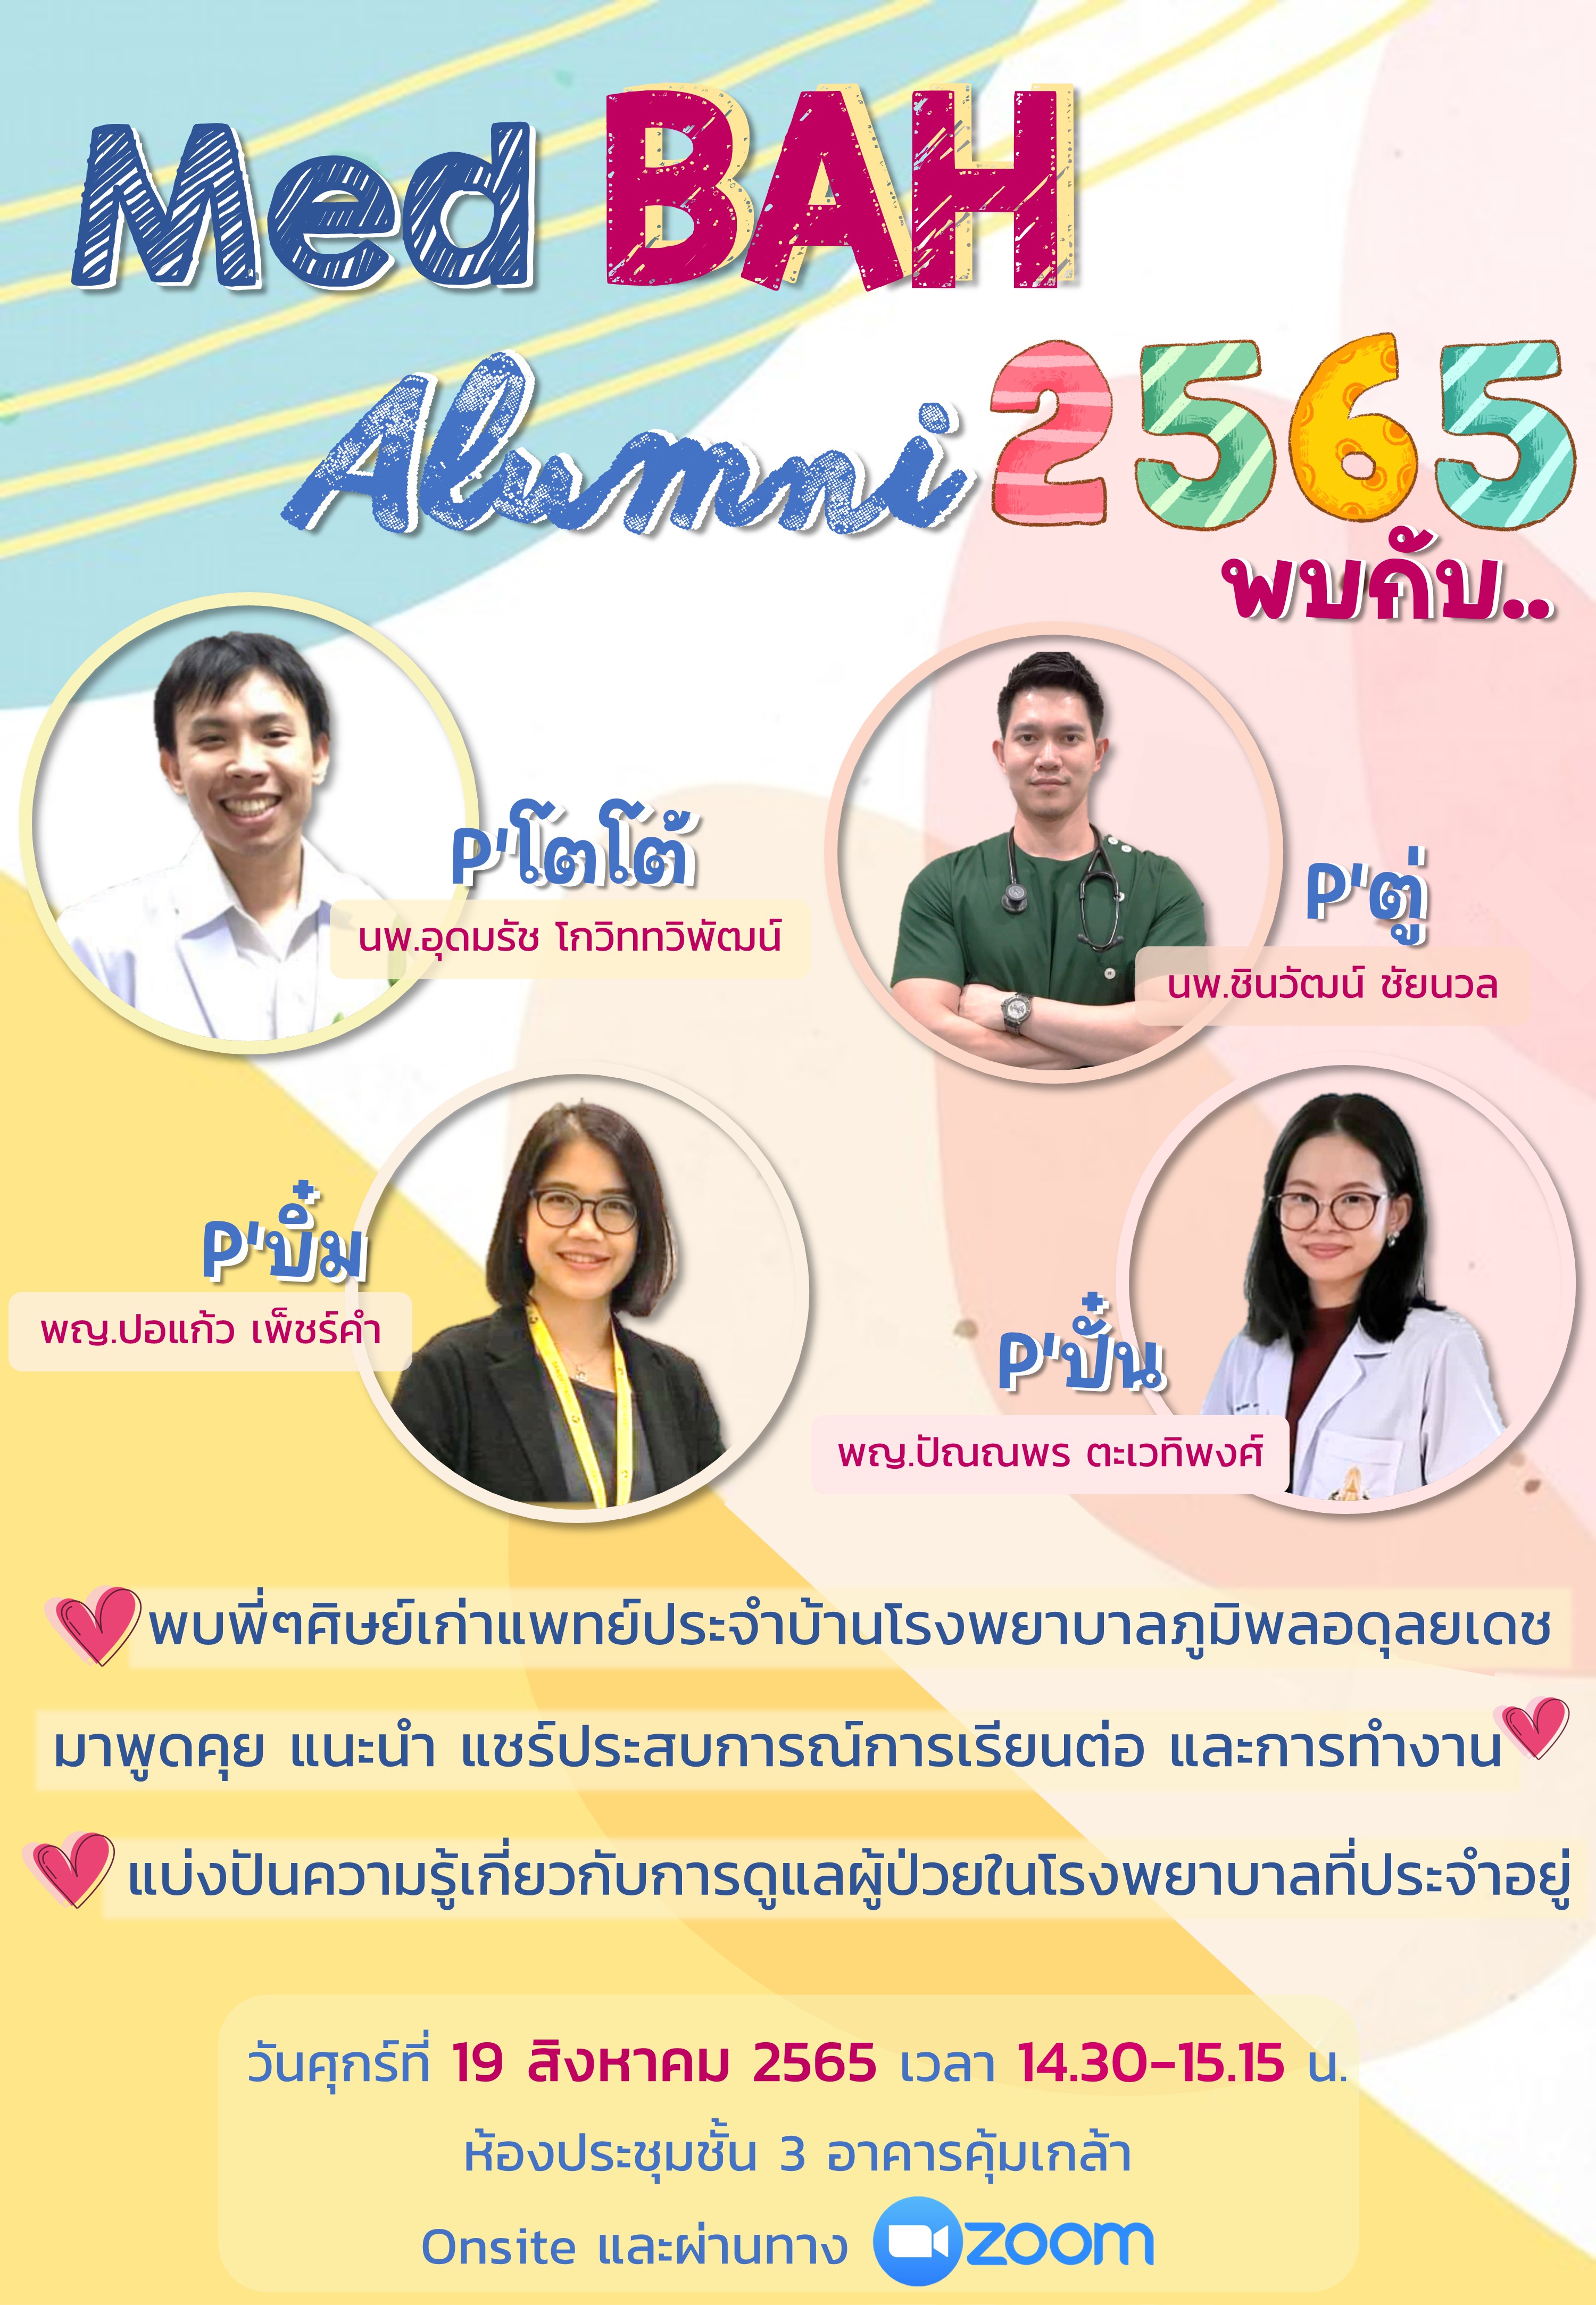 Med BAH
Alumni 2565
พบกับ..
P'โตโต้
นพ.อุดมรัช โกวิททวิพัฒน์
P'ตู่
นพ.ชินวัฒน์ ชัยนวล
P'บิ๋ม
พญ.ปอแก้ว เพ็ชร์คำ
P'ปั๋น
พญ.ปัณณพร ตะเวทิพงศ์
พบพี่ๆศิษย์เก่าแพทย์ประจำบ้านโรงพยาบาลภูมิพลอดุลยเดช
มาพูดคุย แนะนำ แชร์ประสบการณ์การเรียนต่อ และการทำงาน
แบ่งปันความรู้เกี่ยวกับการดูแลผู้ป่วยในโรงพยาบาลที่ประจำอยู่
วันศุกร์ที่ 19 สิงหาคม 2565 เวลา 14.30-15.15 น.
ห้องประชุมชั้น 3 อาคารคุ้มเกล้า
Onsite และผ่านทาง zoom